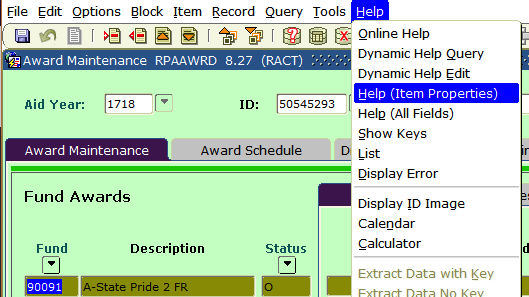 File Edit Options Block Item Record Query Tools Help
Award Maintenance RPAAWRD 8.27 (RACT)
Aid Year: 1718 ID: 50545293
Award Maintenance Award Schedule
Fund Awards
Fund Description Status
90091 A-State Pride 2 FR O
Online Help
Dynamic Help Query
Dynamic Help Edit
Help (Item Properties)
Help (All Fields)
Show Keys
List
Display Error
Display ID Image
Calendar
Calculator
Extract Data with Key
Extract Data No Key